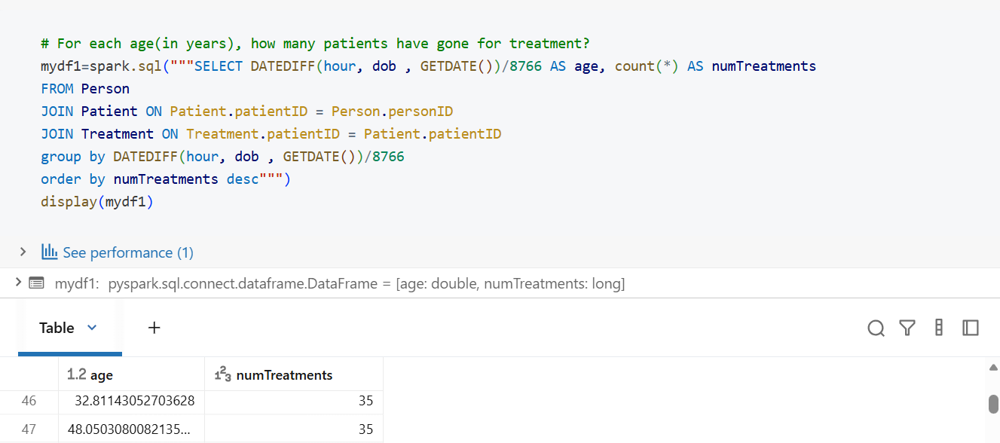 # For each age(in years), how many patients have gone for treatment?
mydf1=spark.sql("""SELECT DATEDIFF(hour, dob , GETDATE())/8766 AS age, count(*) AS numTreatments
FROM Person
JOIN Patient ON Patient.patientID = Person.personID
JOIN Treatment ON Treatment.patientID = Patient.patientID
group by DATEDIFF(hour, dob , GETDATE())/8766
order by numTreatments desc""")
display(mydf1)
See performance (1)
mydf1: pyspark.sql.connect.dataframe.DataFrame = [age: double, numTreatments: long]
Table +
1.2 age 123 numTreatments
46 32.81143052703628 35
47 48.0503080082135... 35